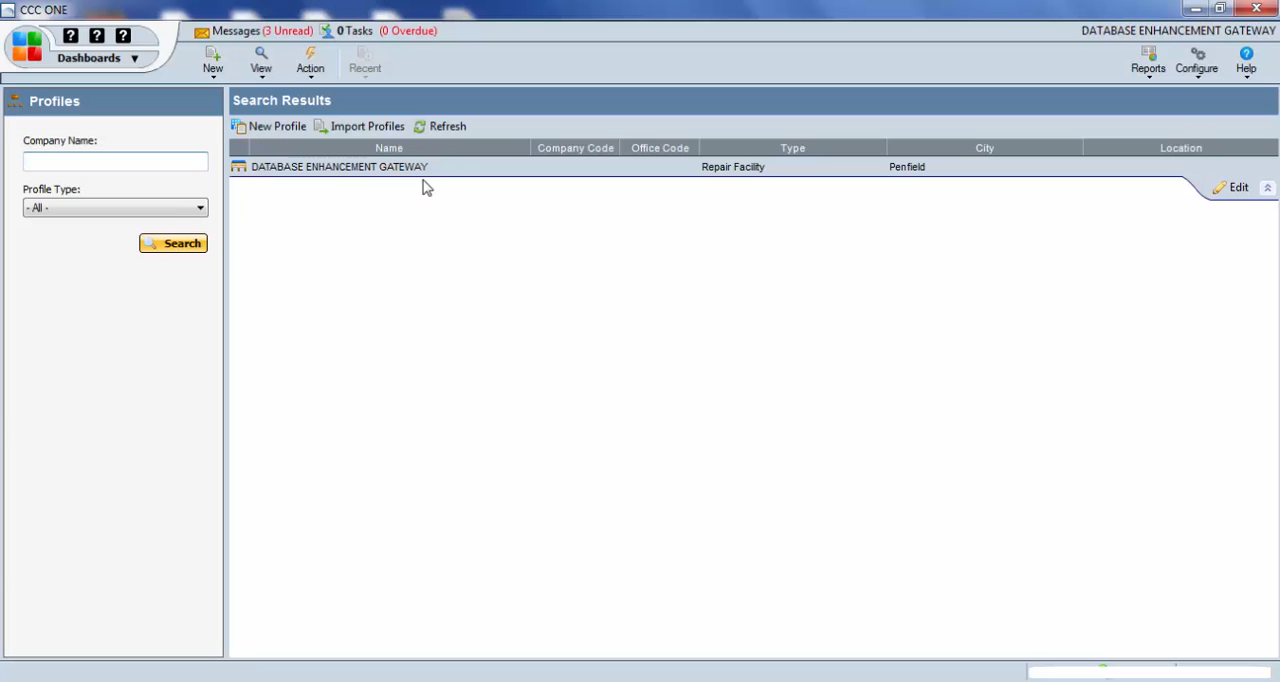 CCC ONE
? ? ?
Dashboards
Messages (3 Unread) 0 Tasks (0 Overdue)
DATABASE ENHANCEMENT GATEWAY
New View Action Recent
Reports Configure Help
Profiles
Company Name:
Profile Type:
- All -
Search
Search Results
New Profile Import Profiles Refresh
Name Company Code Office Code Type City Location
DATABASE ENHANCEMENT GATEWAY Repair Facility Penfield
Edit